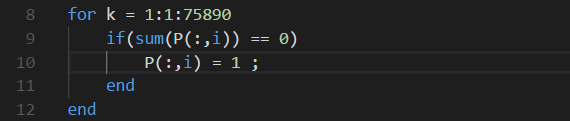 8 for k = 1:1:75890
9 if(sum(P(:,i)) == 0)
10 P(:,i) = 1 ;
11 end
12 end